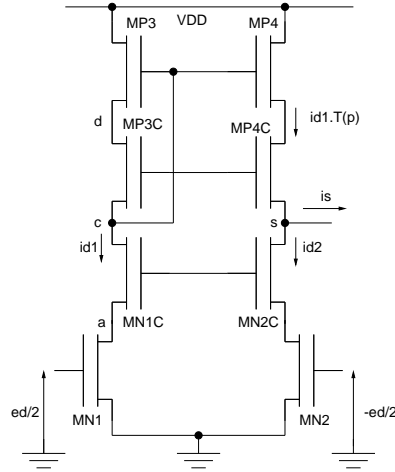 MP3 VDD MP4
d MP3C MP4C id1.T(p)
is
c s
id1 id2
a MN1C MN2C
ed/2 MN1 MN2 -ed/2